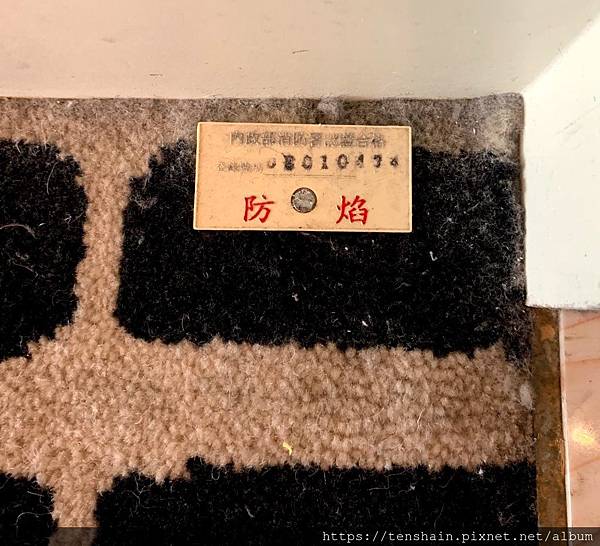 內政部消防署認證合格
防 焰
https://tenshain.pixnet.net/album